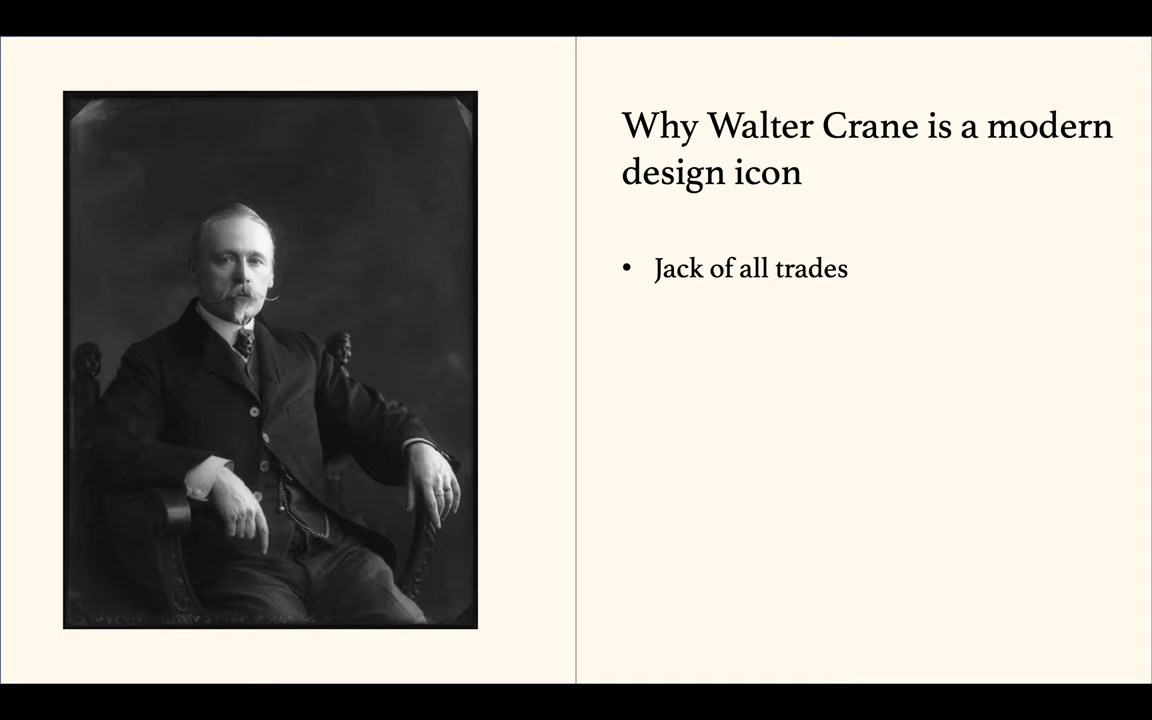 Why Walter Crane is a modern
design icon
• Jack of all trades